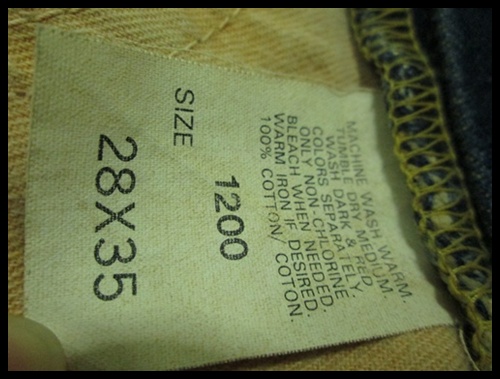 MACHINE WASH WARM.
TUMBLE DRY MEDIUM.
WASH DARK & RED
COLORS SEPARATELY.
ONLY NON-CHLORINE
BLEACH WHEN NEEDED.
WARM IRON IF DESIRED.
100% COTTON/ COTON.
1200
SIZE
28X35